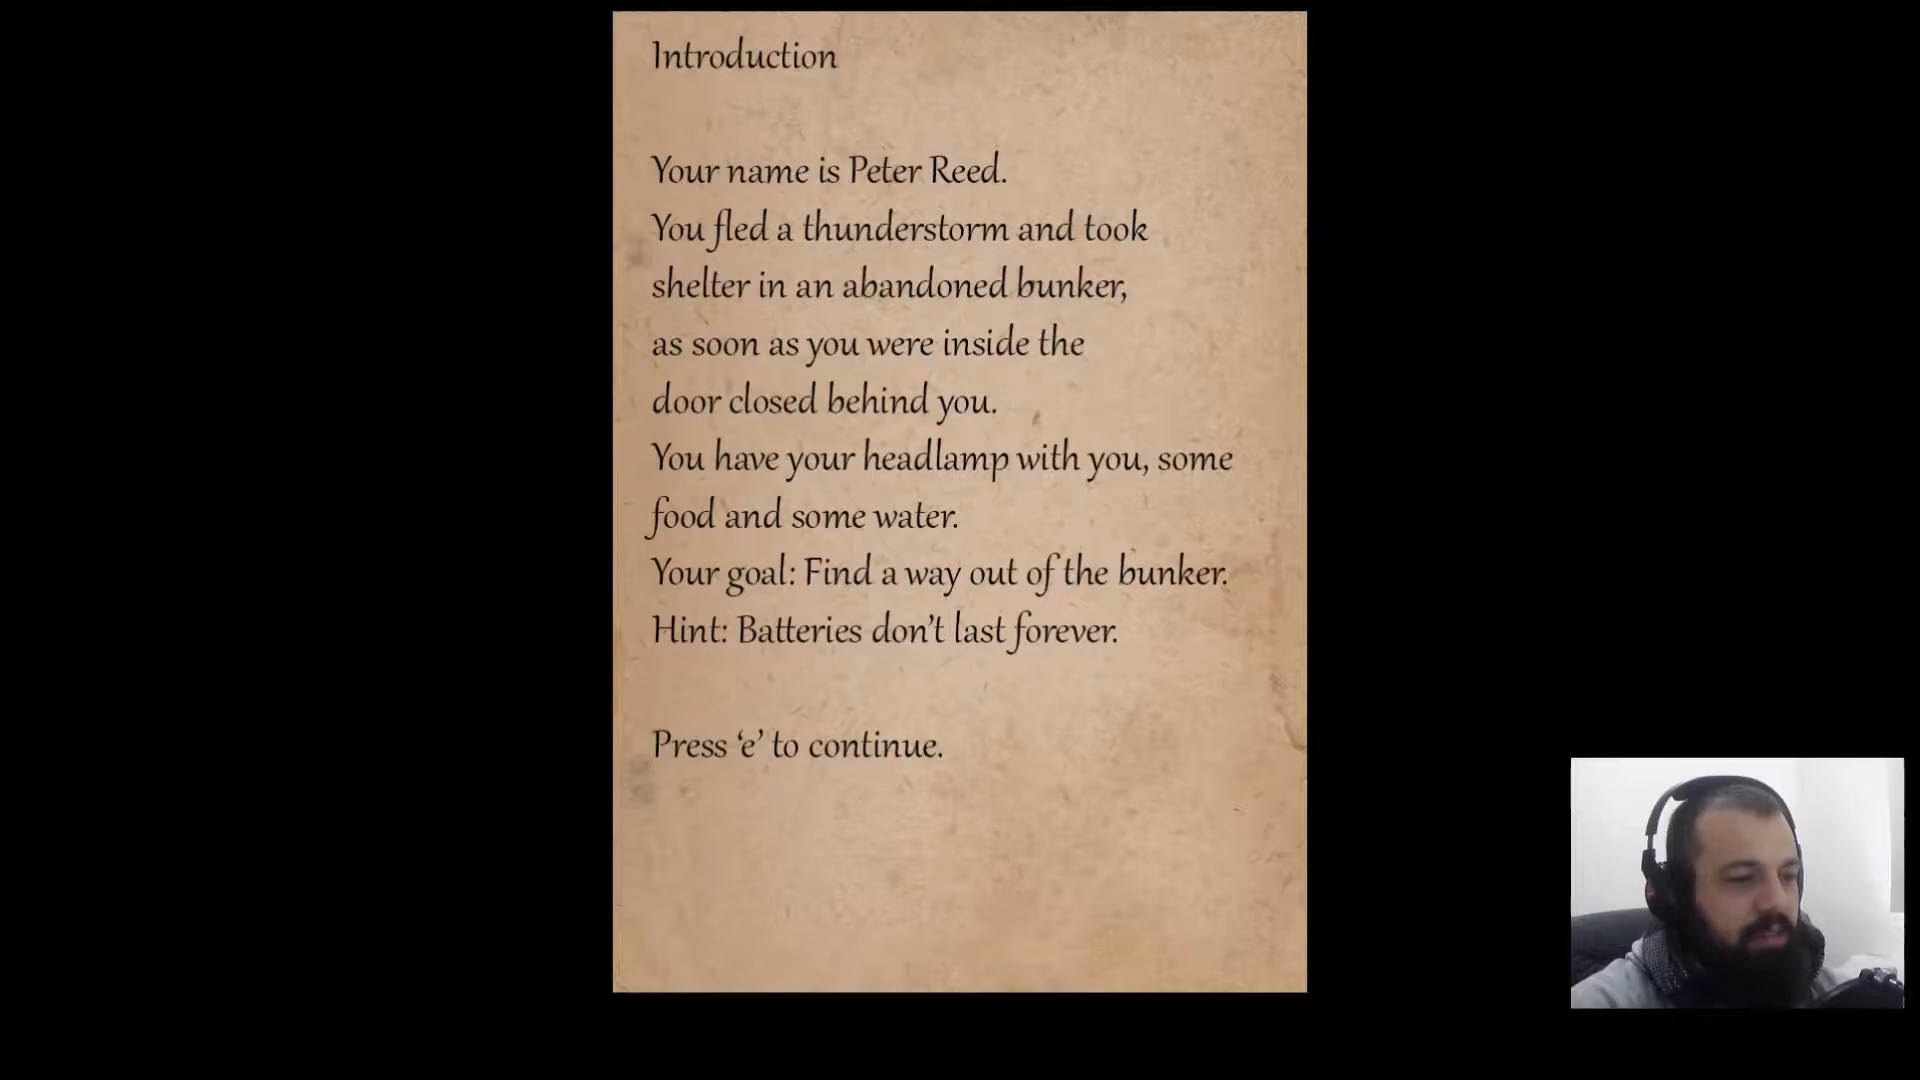 Introduction
Your name is Peter Reed.
You fled a thunderstorm and took
shelter in an abandoned bunker,
as soon as you were inside the
door closed behind you.
You have your headlamp with you, some
food and some water.
Your goal: Find a way out of the bunker.
Hint: Batteries don’t last forever.
Press ‘e’ to continue.